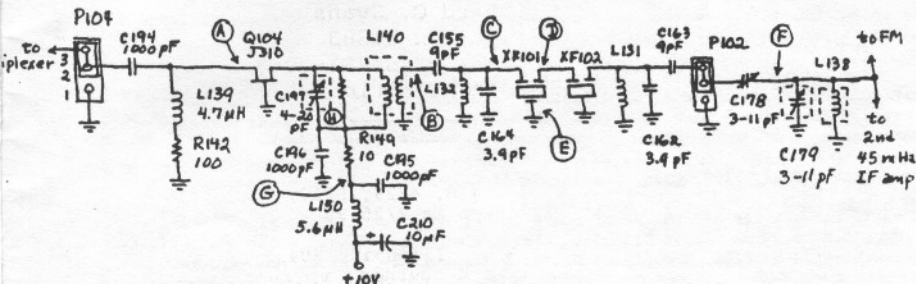 P104
to
iplexer
3
2
1
C194
1000pF
A
Q104
J310
L139
4.7μH
R142
100
C197
4-20
pF
H
L140
C196
1000pF
R149
10
C195
1000pF
G
L150
5.6μH
+
C210
10μF
+10V
C155
9pF
B
L132
C
C164
3.9pF
XF101
D
XF102
E
L131
C163
9pF
C162
3.9pF
P102
C178
3-11pF
F
C179
3-11pF
L138
to FM
to
2nd
45 mHz
IF amp